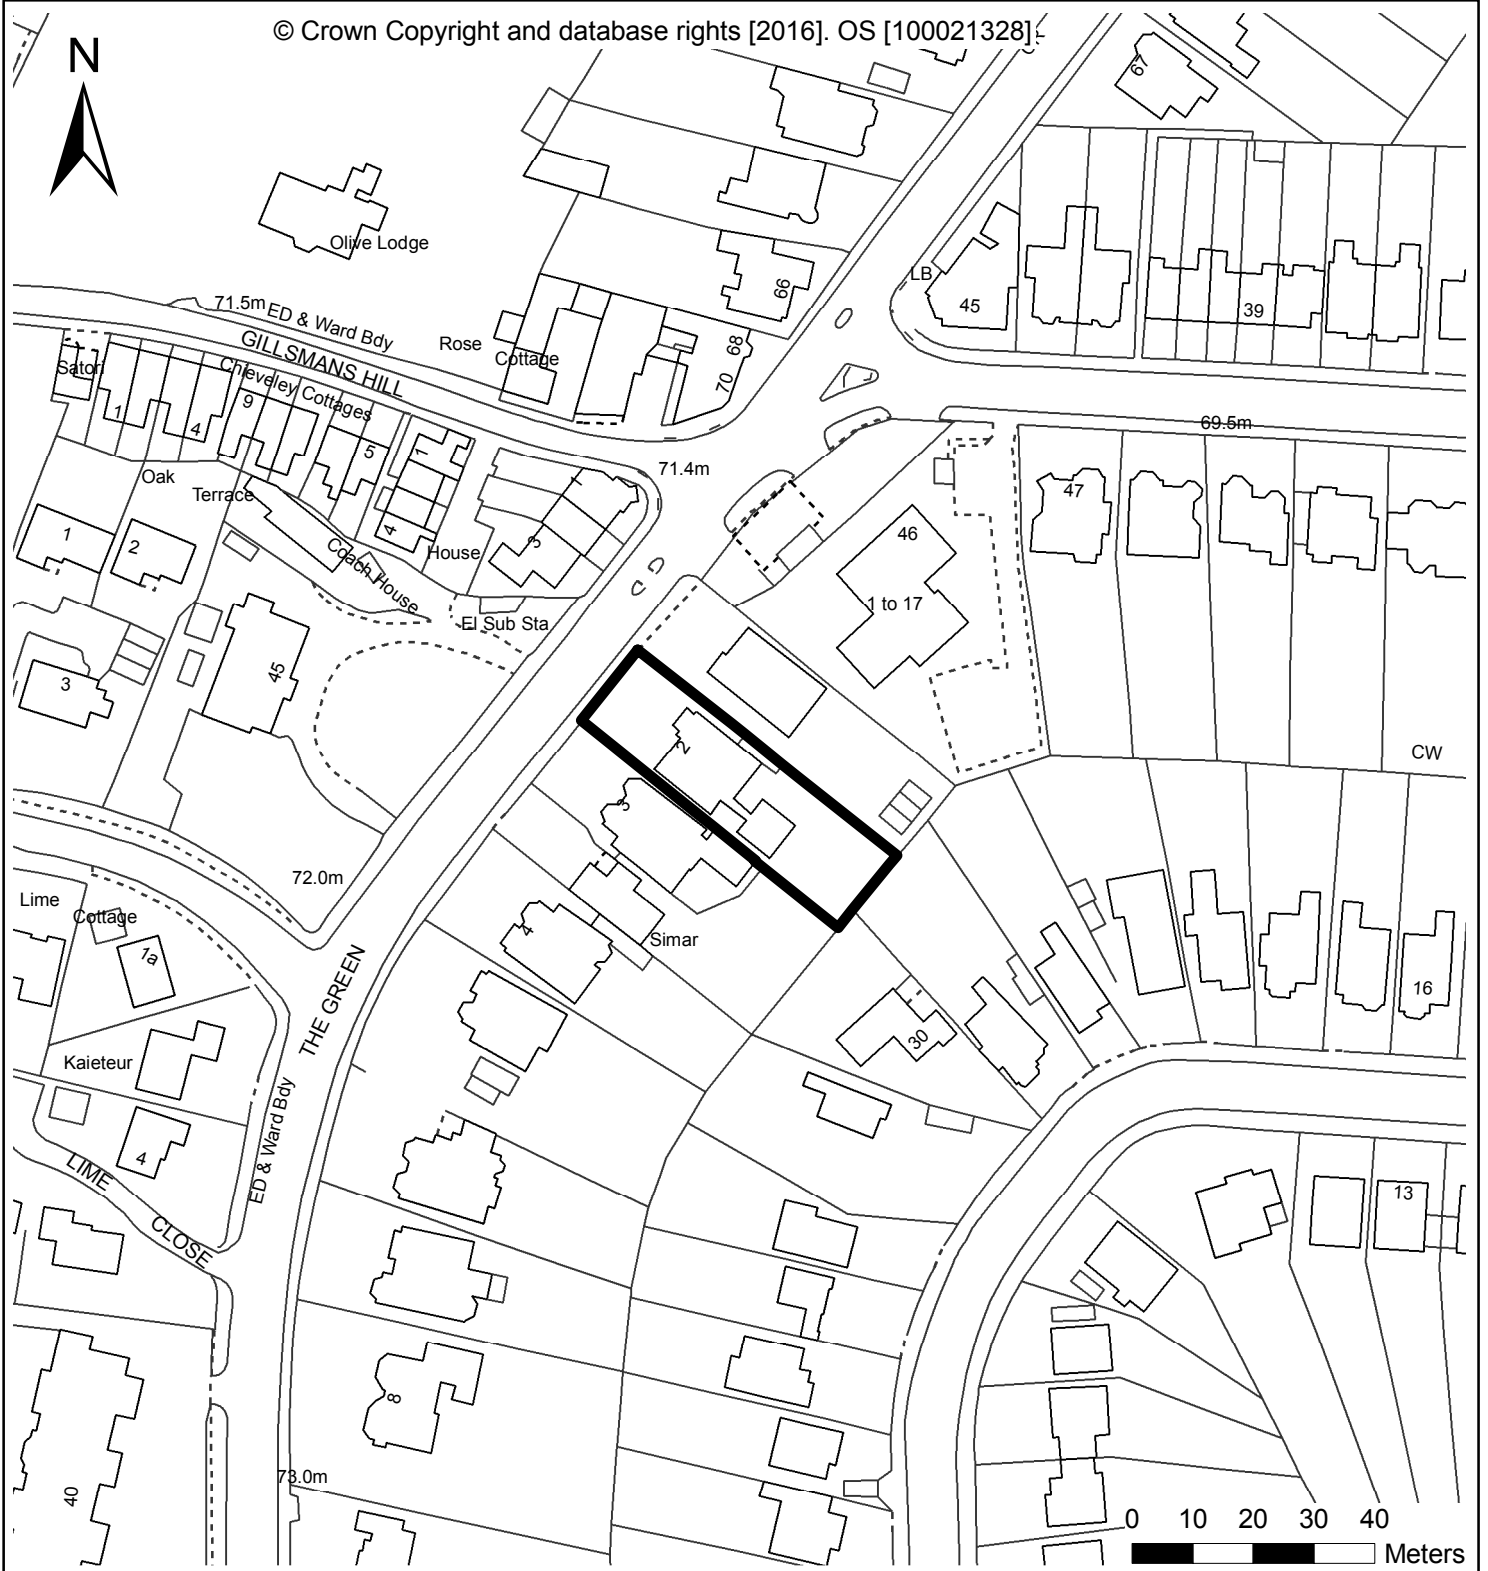 © Crown Copyright and database rights [2016]. OS [100021328]
N
67
Olive Lodge
66
LB
45
39
71.5m
ED & Ward Bdy
GILLSMANS HILL
Rose
Cottage
68
70
Satori
Chieveley Cottages
1
4
9
5
1
4
69.5m
71.4m
Oak
Terrace
Coach House
House
3
47
46
1 to 17
1
2
El Sub Sta
3
45
2
3
CW
72.0m
Lime
Cottage
1a
4
Simar
THE GREEN
16
30
Kaieteur
4
ED & Ward Bdy
LIME
CLOSE
13
8
73.0m
40
0 10 20 30 40
Meters